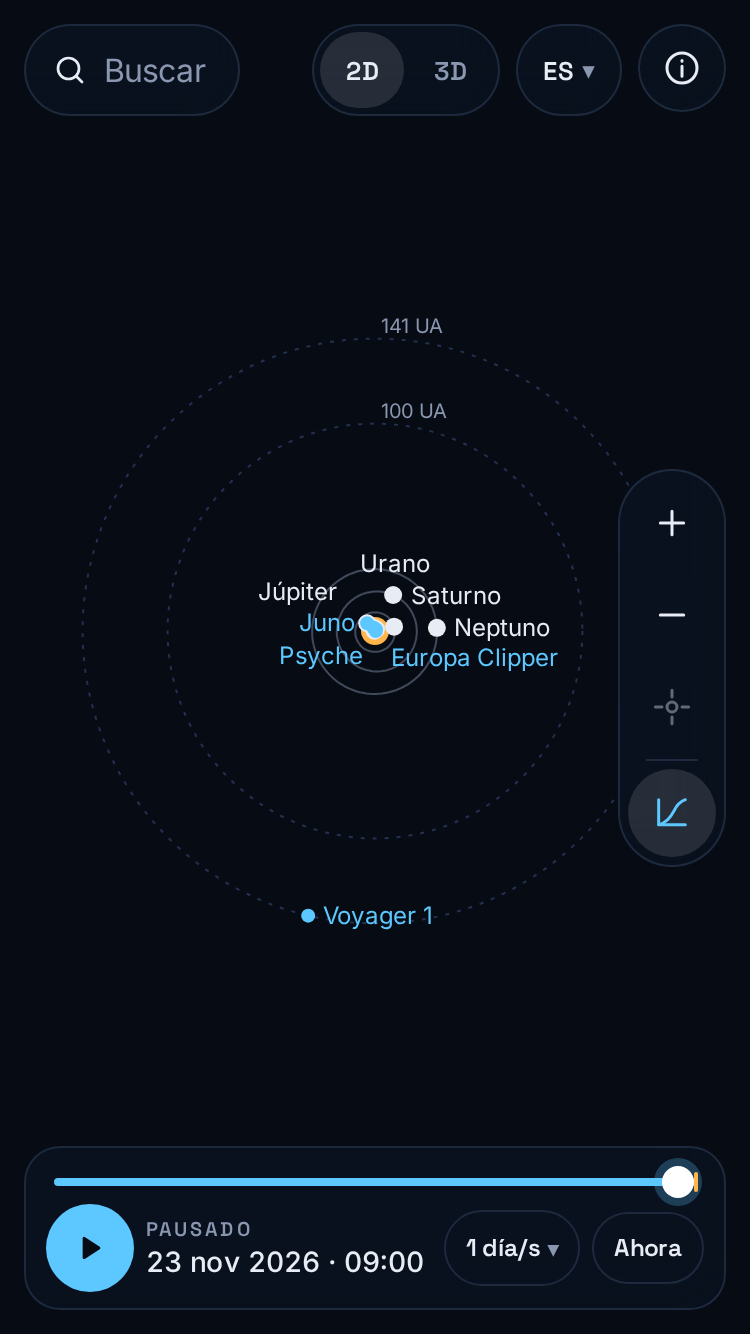 Buscar
2D
3D
ES ▾
141 UA
100 UA
Urano
Júpiter
Saturno
Juno
Neptuno
Psyche
Europa Clipper
Voyager 1
PAUSADO
23 nov 2026 · 09:00
1 día/s ▾
Ahora